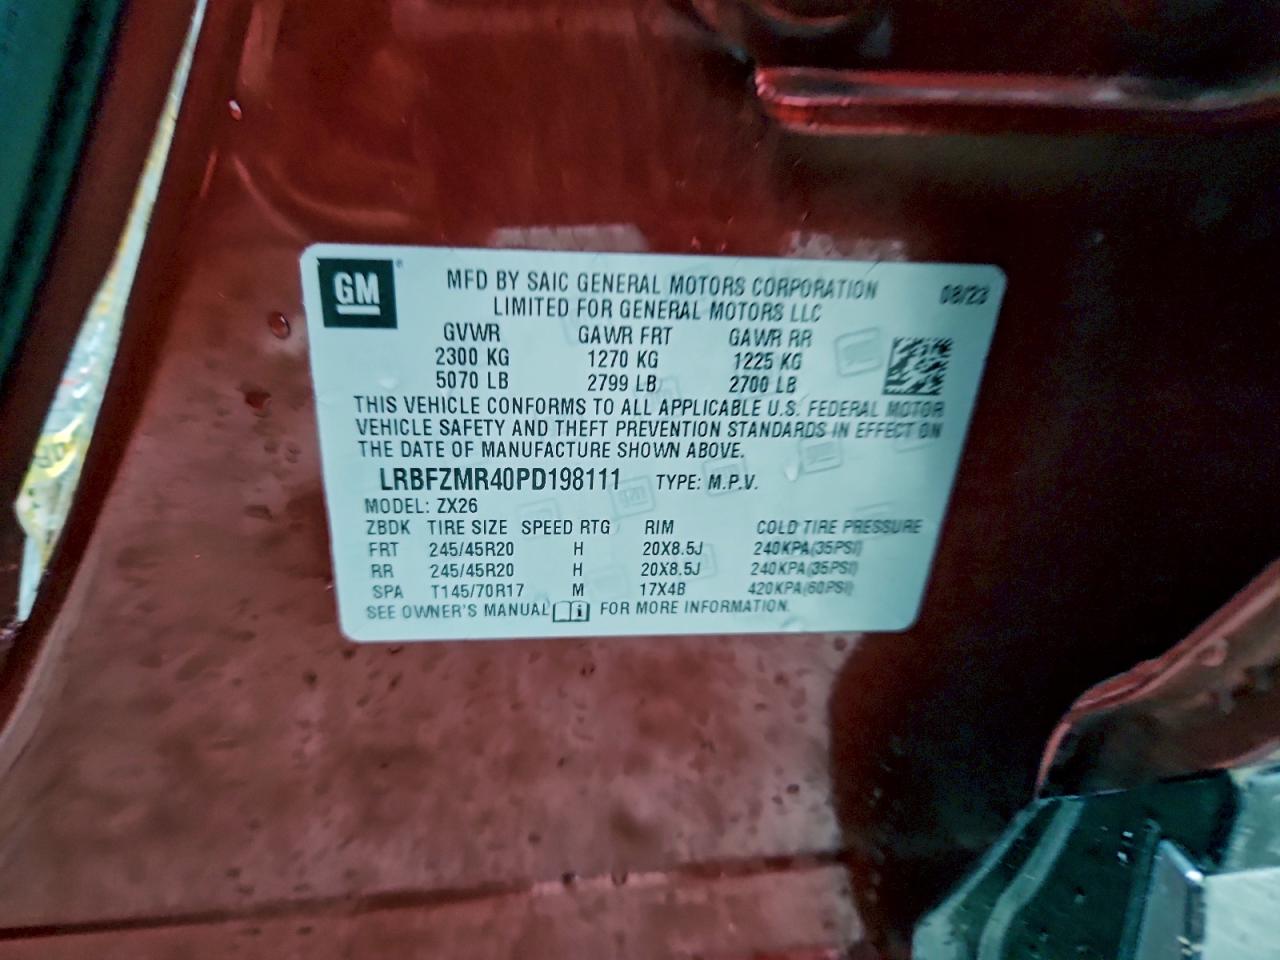 GM
MFD BY SAIC GENERAL MOTORS CORPORATION 08/23
LIMITED FOR GENERAL MOTORS LLC
GVWR GAWR FRT GAWR RR
2300 KG 1270 KG 1225 KG
5070 LB 2799 LB 2700 LB
THIS VEHICLE CONFORMS TO ALL APPLICABLE U.S. FEDERAL MOTOR
VEHICLE SAFETY AND THEFT PREVENTION STANDARDS IN EFFECT ON
THE DATE OF MANUFACTURE SHOWN ABOVE.
LRBFZMR40PD198111 TYPE: M.P.V.
MODEL: ZX26
ZBDK TIRE SIZE SPEED RTG RIM COLD TIRE PRESSURE
FRT 245/45R20 H 20X8.5J 240KPA(35PSI)
RR 245/45R20 H 20X8.5J 240KPA(35PSI)
SPA T145/70R17 M 17X4B 420KPA(60PSI)
SEE OWNER'S MANUAL FOR MORE INFORMATION.